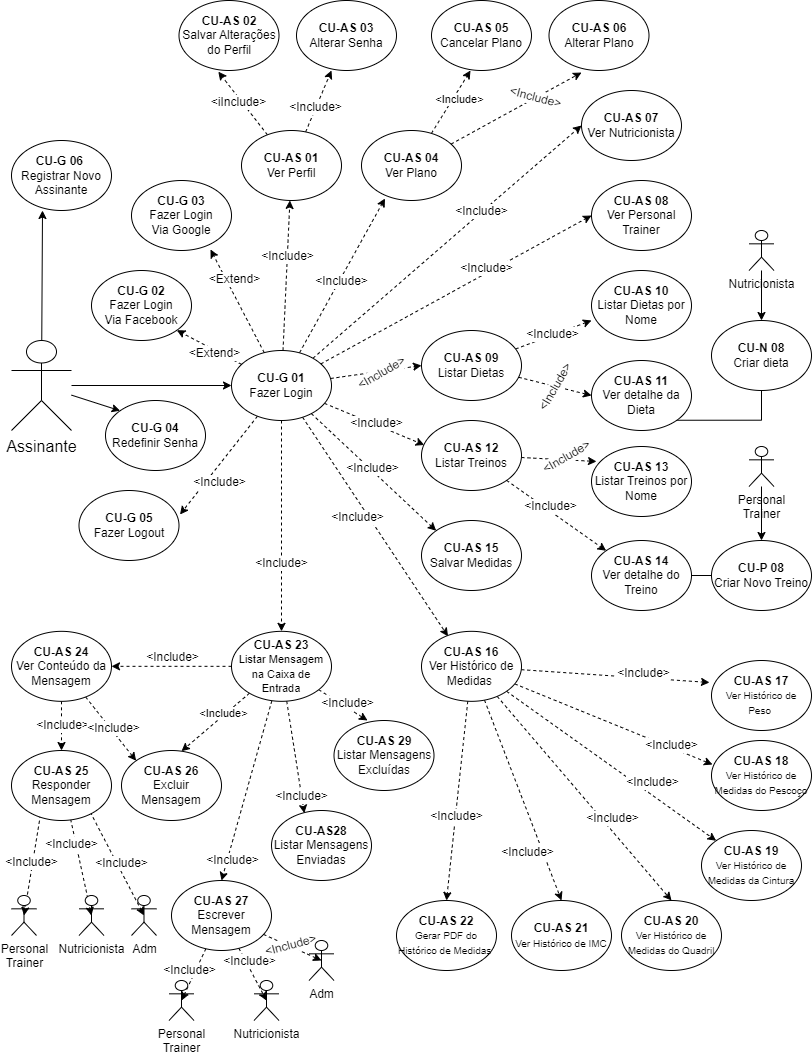 CU-AS 02
Salvar Alterações
do Perfil
CU-AS 03
Alterar Senha
CU-AS 05
Cancelar Plano
CU-AS 06
Alterar Plano
<iInclude>
<Include>
<Include>
<Include>
CU-AS 07
Ver Nutricionista
CU-G 06
Registrar Novo
Assinante
CU-AS 01
Ver Perfil
CU-AS 04
Ver Plano
CU-G 03
Fazer Login
Via Google
<Include>
CU-AS 08
Ver Personal
Trainer
<Extend>
<Include>
<Include>
<Include>
Nutricionista
CU-G 02
Fazer Login
Via Facebook
CU-AS 10
Listar Dietas por
Nome
<Include>
<Extend>
CU-N 08
Criar dieta
CU-AS 09
Listar Dietas
<Include>
CU-G 01
Fazer Login
<Include>
CU-AS 11
Ver detalhe da
Dieta
Assinante
CU-G 04
Redefinir Senha
<Include>
CU-AS 12
Listar Treinos
<Include>
CU-AS 13
Listar Treinos por
Nome
<Include>
<Include>
Personal
Trainer
<Include>
<Include>
CU-G 05
Fazer Logout
<Include>
CU-AS 15
Salvar Medidas
CU-AS 14
Ver detalhe do
Treino
CU-P 08
Criar Novo Treino
CU-AS 24
Ver Conteúdo da
Mensagem
<Include>
CU-AS 23
Listar Mensagem
na Caixa de
Entrada
CU-AS 16
Ver Histórico de
Medidas
<Include>
CU-AS 17
Ver Histórico de
Peso
<Include>
<Include>
<Include>
<Include>
CU-AS 29
Listar Mensagens
Excluídas
<Include>
CU-AS 18
Ver Histórico de
Medidas do Pescoço
CU-AS 25
Responder
Mensagem
CU-AS 26
Excluir
Mensagem
<Include>
<Include>
<Include>
<Include>
CU-AS28
Listar Mensagens
Enviadas
<Include>
CU-AS 19
Ver Histórico de
Medidas da Cintura
<Include>
<Include>
<Include>
<Include>
<Include>
CU-AS 27
Escrever
Mensagem
CU-AS 22
Gerar PDF do
Histórico de Medidas
CU-AS 21
Ver Histórico de IMC
CU-AS 20
Ver Histórico de
Medidas do Quadril
Personal
Trainer
Nutricionista
Adm
<Include>
<Include>
<Include>
Adm
Personal
Trainer
Nutricionista